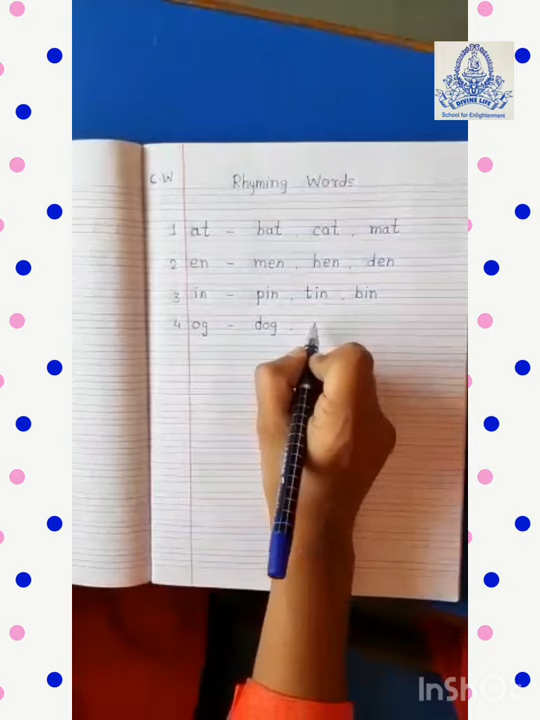 DIVINE LIFE
School for Enlightenment
C.W Rhyming Words
1 at - bat, cat, mat
2 en - men, hen, den
3 in - pin, tin, bin
4 og - dog,
InShOt